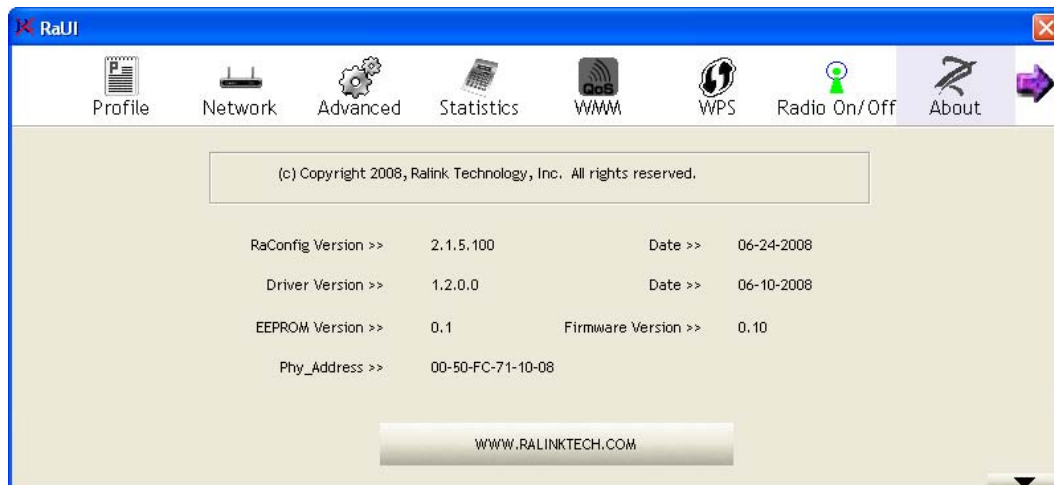 RaUI
Profile Network Advanced Statistics QoS WMM WPS Radio On/Off About
(c) Copyright 2008, Ralink Technology, Inc. All rights reserved.
RaConfig Version >> 2.1.5.100 Date >> 06-24-2008
Driver Version >> 1.2.0.0 Date >> 06-10-2008
EEPROM Version >> 0.1 Firmware Version >> 0.10
Phy_Address >> 00-50-FC-71-10-08
WWW.RALINKTECH.COM